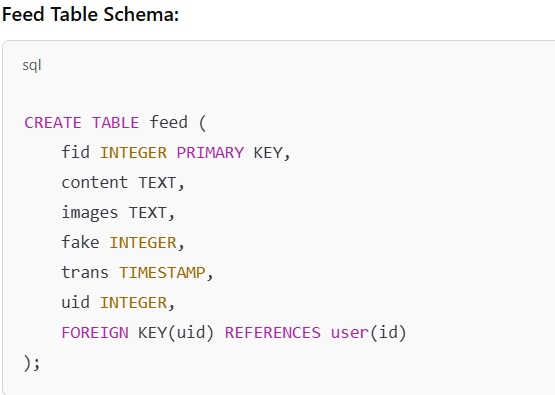 Feed Table Schema:
sql
CREATE TABLE feed (
    fid INTEGER PRIMARY KEY,
    content TEXT,
    images TEXT,
    fake INTEGER,
    trans TIMESTAMP,
    uid INTEGER,
    FOREIGN KEY(uid) REFERENCES user(id)
);